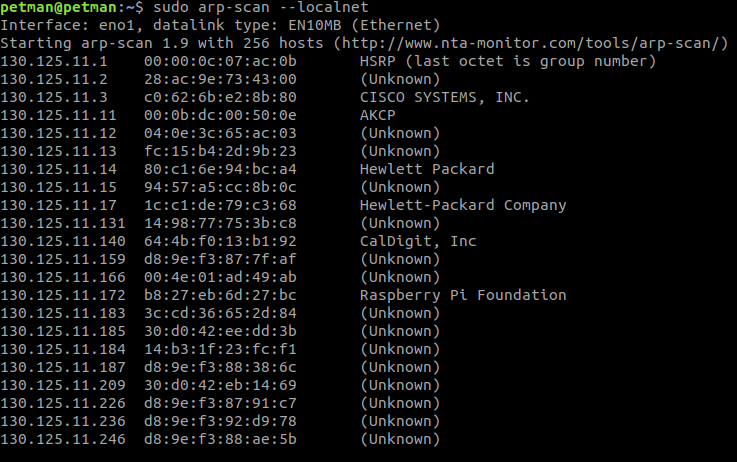 petman@petman:~$ sudo arp-scan --localnet
Interface: eno1, datalink type: EN10MB (Ethernet)
Starting arp-scan 1.9 with 256 hosts (http://www.nta-monitor.com/tools/arp-scan/)
130.125.11.1 00:00:0c:07:ac:0b HSRP (last octet is group number)
130.125.11.2 28:ac:9e:73:43:00 (Unknown)
130.125.11.3 c0:62:6b:e2:8b:80 CISCO SYSTEMS, INC.
130.125.11.11 00:0b:dc:00:50:0e AKCP
130.125.11.12 04:0e:3c:65:ac:03 (Unknown)
130.125.11.13 fc:15:b4:2d:9b:23 (Unknown)
130.125.11.14 80:c1:6e:94:bc:a4 Hewlett Packard
130.125.11.15 94:57:a5:cc:8b:0c (Unknown)
130.125.11.17 1c:c1:de:79:c3:68 Hewlett-Packard Company
130.125.11.131 14:98:77:75:3b:c8 (Unknown)
130.125.11.140 64:4b:f0:13:b1:92 CalDigit, Inc
130.125.11.159 d8:9e:f3:87:7f:af (Unknown)
130.125.11.166 00:4e:01:ad:49:ab (Unknown)
130.125.11.172 b8:27:eb:6d:27:bc Raspberry Pi Foundation
130.125.11.183 3c:cd:36:65:2d:84 (Unknown)
130.125.11.185 30:d0:42:ee:dd:3b (Unknown)
130.125.11.184 14:b3:1f:23:fc:f1 (Unknown)
130.125.11.187 d8:9e:f3:88:38:6c (Unknown)
130.125.11.209 30:d0:42:eb:14:69 (Unknown)
130.125.11.226 d8:9e:f3:87:91:c7 (Unknown)
130.125.11.236 d8:9e:f3:92:d9:78 (Unknown)
130.125.11.246 d8:9e:f3:88:ae:5b (Unknown)